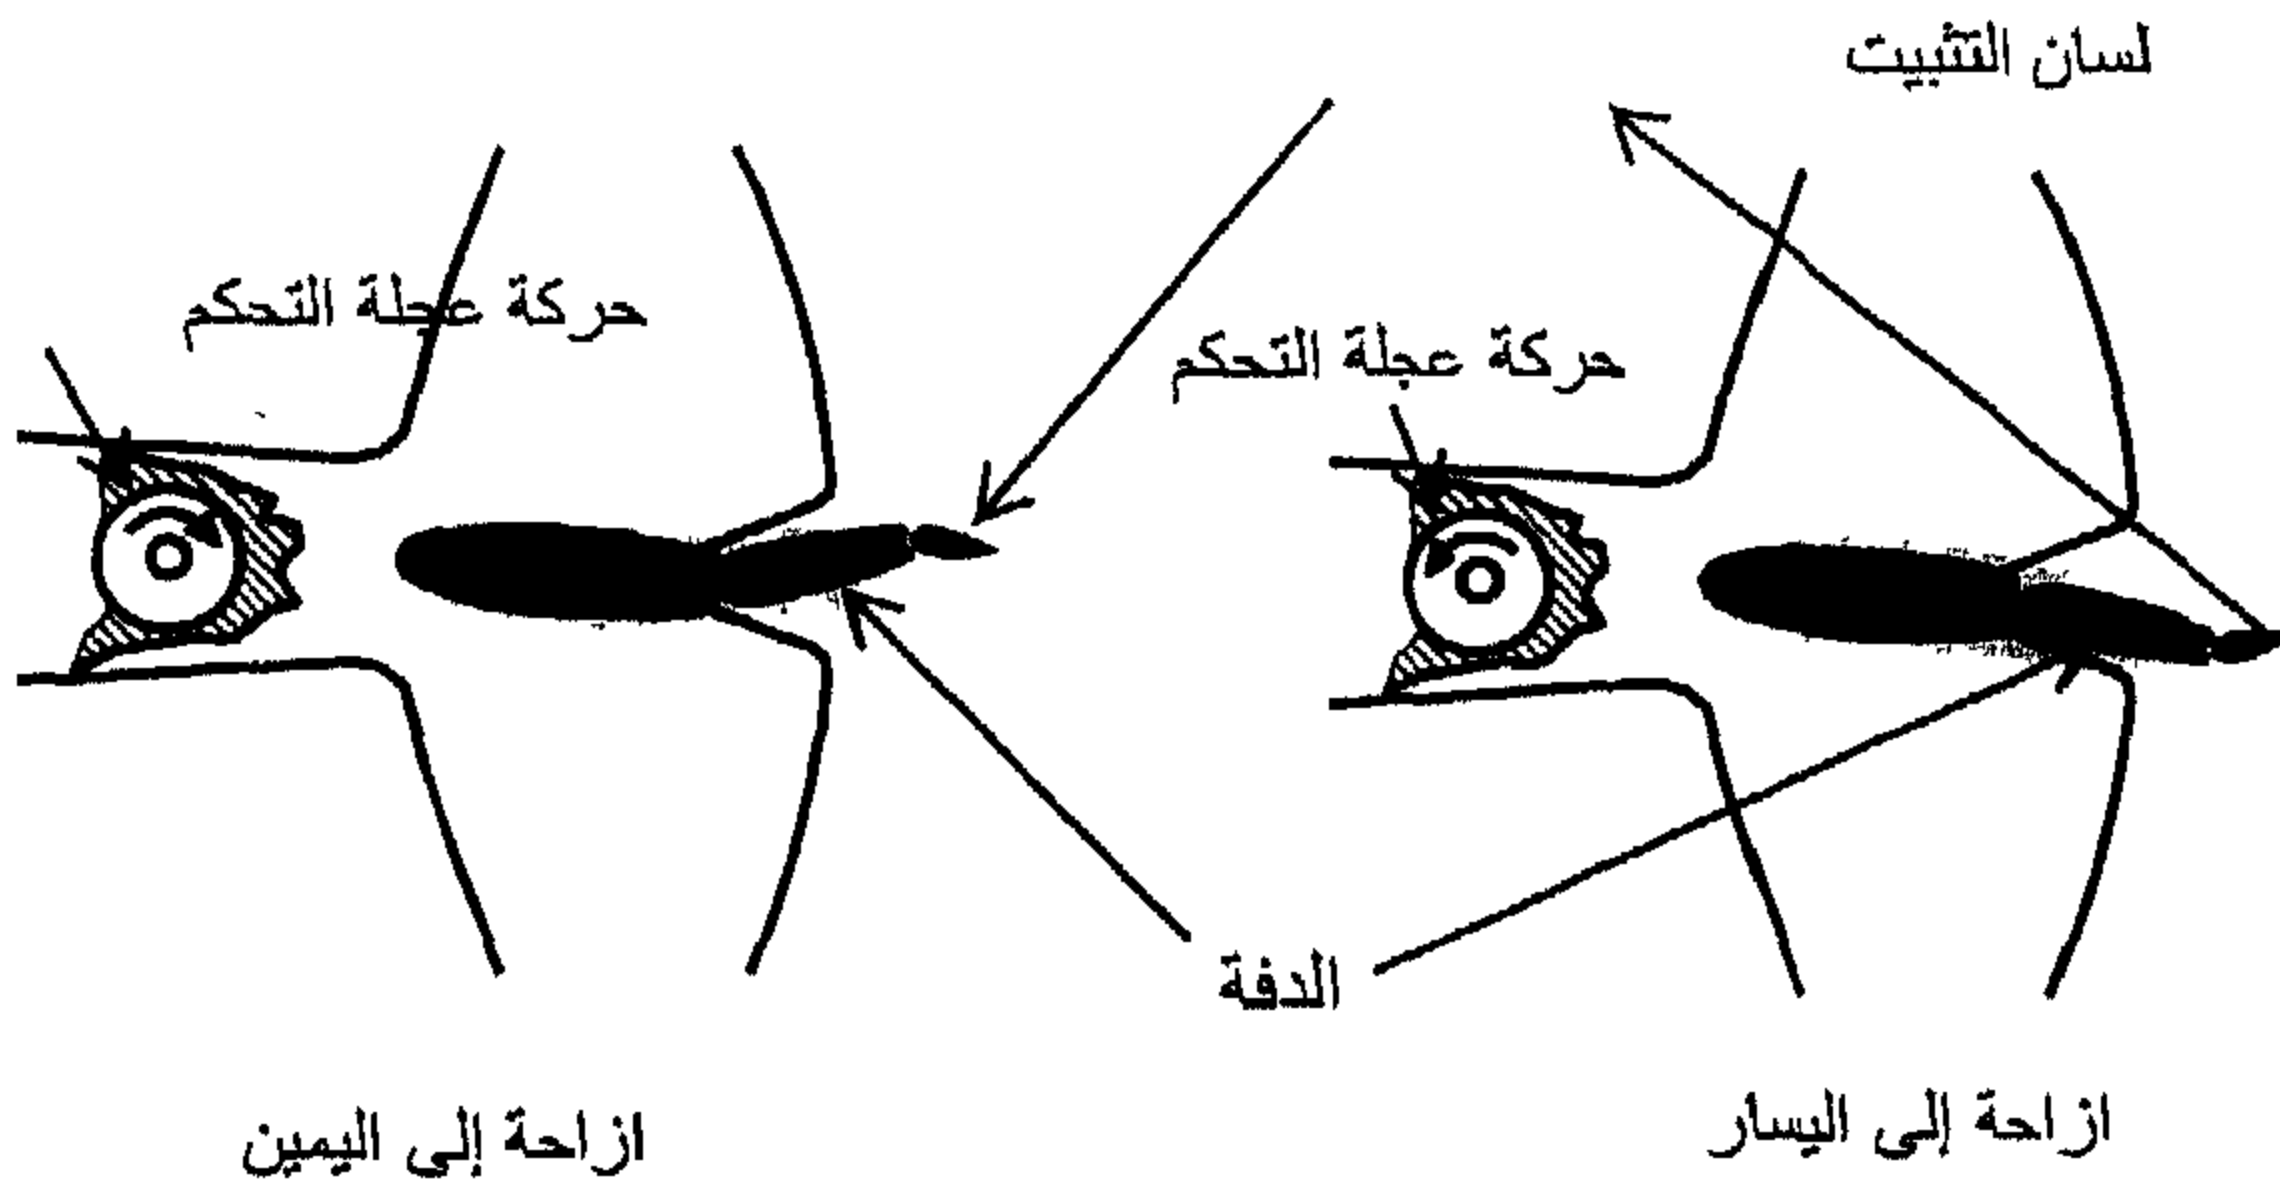 لسان التثبيت
حركة عجلة التحكم
حركة عجلة التحكم
الدفة
ازاحة إلى اليسار
ازاحة إلى اليمين